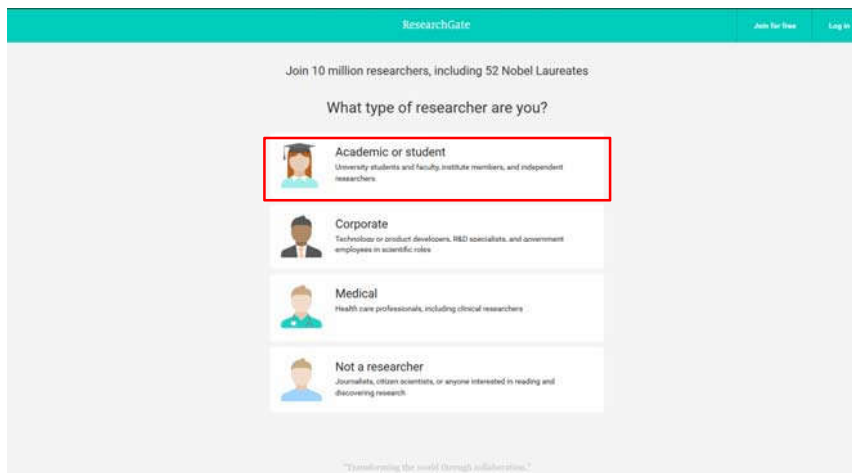 ResearchGate
Join for free
Log in
Join 10 million researchers, including 52 Nobel Laureates
What type of researcher are you?
Academic or student
University students and faculty, institute members, and independent
researchers
Corporate
Technology or product developers, R&D specialists, and government
employees in scientific roles
Medical
Health care professionals, including clinical researchers
Not a researcher
Journalists, citizen scientists, or anyone interested in reading and
discovering research
"Transforming the world through collaboration."